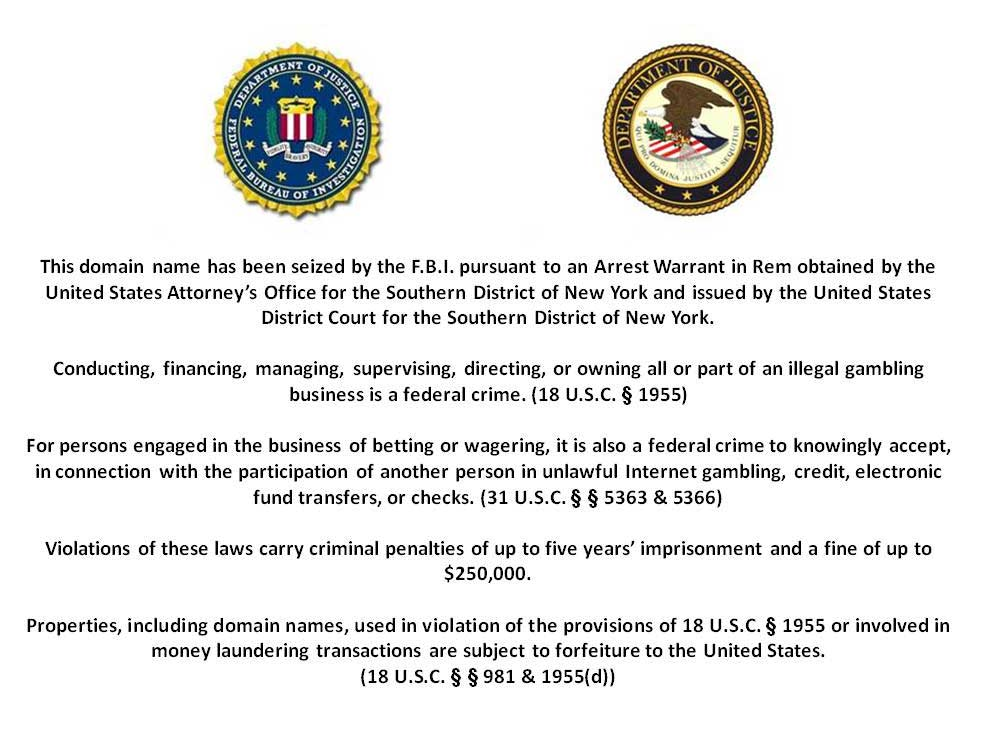 DEPARTMENT OF JUSTICE
FEDERAL BUREAU OF INVESTIGATION
FIDELITY BRAVERY INTEGRITY
DEPARTMENT OF JUSTICE
QUI PRO DOMINA JUSTITIA SEQUITUR
This domain name has been seized by the F.B.I. pursuant to an Arrest Warrant in Rem obtained by the
United States Attorney’s Office for the Southern District of New York and issued by the United States
District Court for the Southern District of New York.
Conducting, financing, managing, supervising, directing, or owning all or part of an illegal gambling
business is a federal crime. (18 U.S.C. § 1955)
For persons engaged in the business of betting or wagering, it is also a federal crime to knowingly accept,
in connection with the participation of another person in unlawful Internet gambling, credit, electronic
fund transfers, or checks. (31 U.S.C. § § 5363 & 5366)
Violations of these laws carry criminal penalties of up to five years’ imprisonment and a fine of up to
$250,000.
Properties, including domain names, used in violation of the provisions of 18 U.S.C. § 1955 or involved in
money laundering transactions are subject to forfeiture to the United States.
(18 U.S.C. § § 981 & 1955(d))